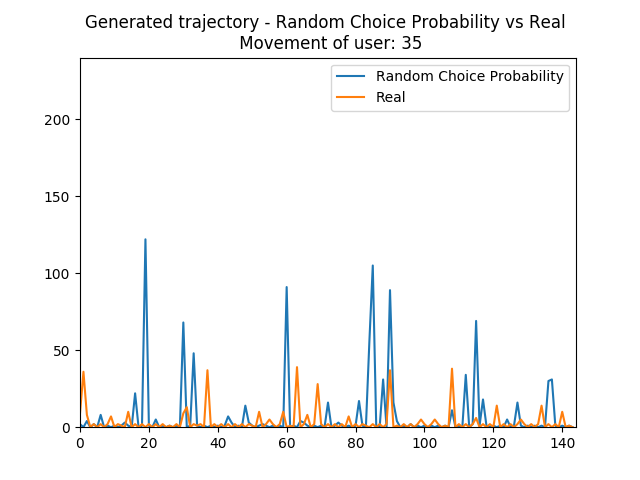 Generated trajectory - Random Choice Probability vs Real
Movement of user: 35
Random Choice Probability
Real
200
150
100
50
0
0 20 40 60 80 100 120 140